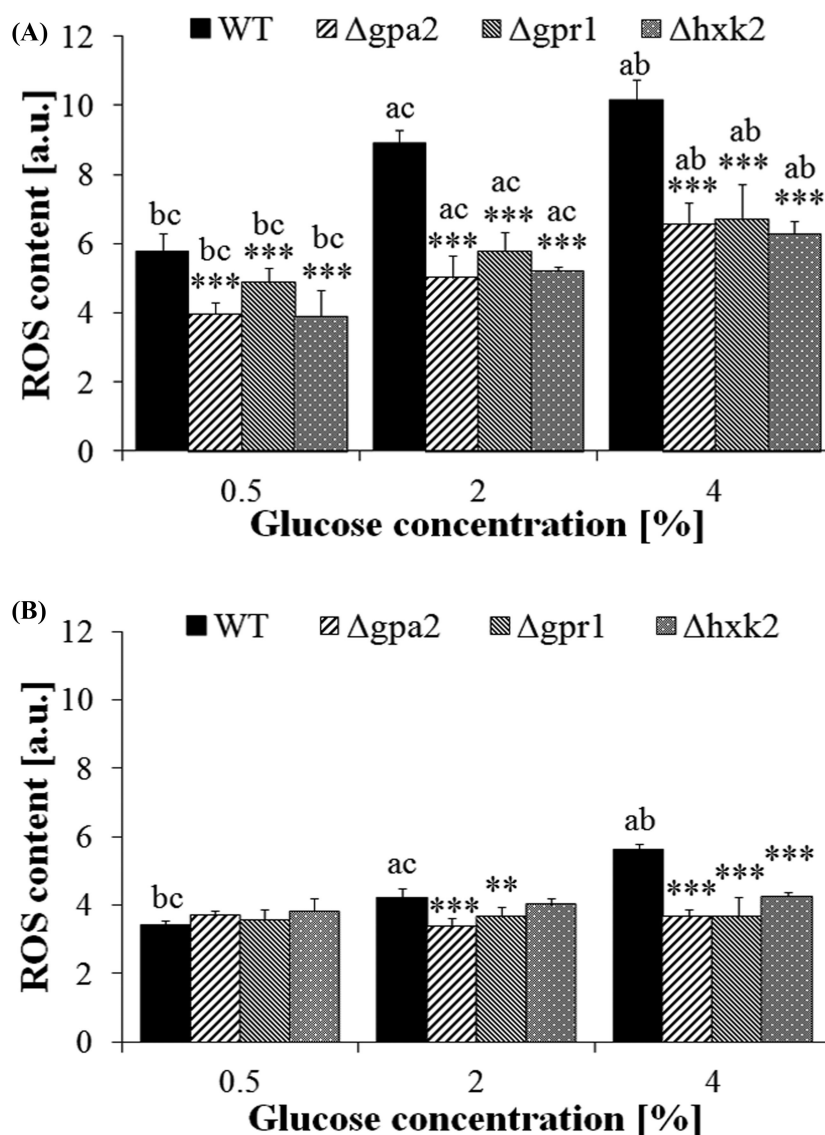 (A)
WT Δgpa2 Δgpr1 Δhxk2
ROS content [a.u.]
12
10
8
6
4
2
0
bc
bc
***
bc
***
bc
***
ac
ac
***
ac
***
ac
***
ab
ab
***
ab
***
ab
***
0.5 2 4
Glucose concentration [%]
(B)
WT Δgpa2 Δgpr1 Δhxk2
ROS content [a.u.]
12
10
8
6
4
2
0
bc
ac
***
**
ab
***
***
***
0.5 2 4
Glucose concentration [%]